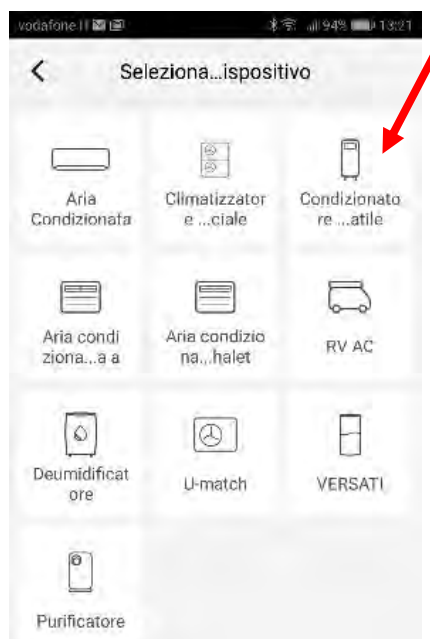 vodafone IT 94% 13:21
Seleziona...ispositivo
Aria
Condizionata
Climatizzator
e ...ciale
Condizionato
re ...atile
Aria condi
ziona...a a
Aria condizio
na...halet
RV AC
Deumidificat
ore
U-match
VERSATI
Purificatore